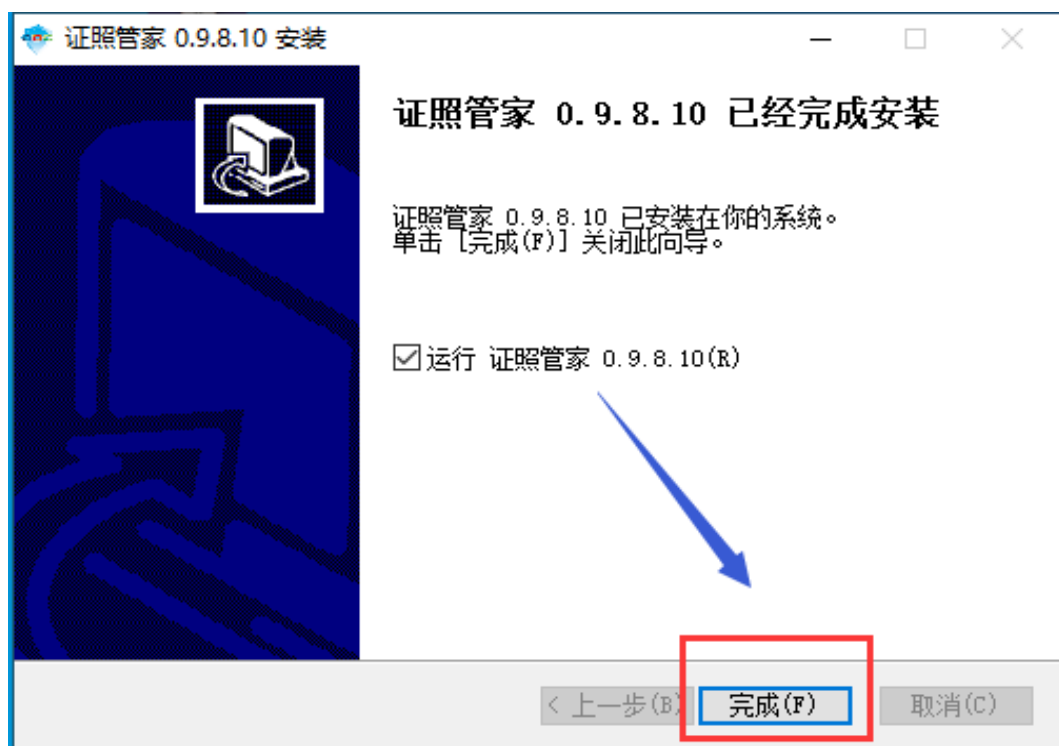 证照管家 0.9.8.10 安装
证照管家 0.9.8.10 已经完成安装
证照管家 0.9.8.10 已安装在你的系统。
单击 [完成(F)] 关闭此向导。
运行 证照管家 0.9.8.10(R)
< 上一步(B) 完成(F) 取消(C)